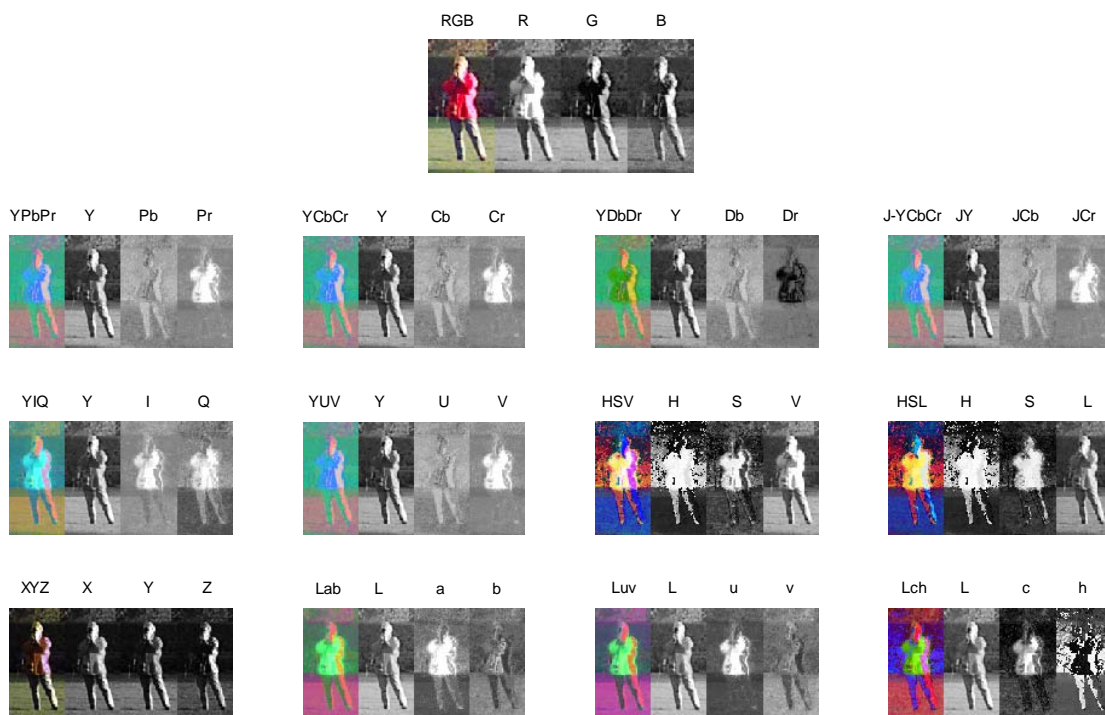 RGB R G B
YPbPr Y Pb Pr YCbCr Y Cb Cr YDbDr Y Db Dr J-YCbCr JY JCb JCr
YIQ Y I Q YUV Y U V HSV H S V HSL H S L
XYZ X Y Z Lab L a b Luv L u v Lch L c h